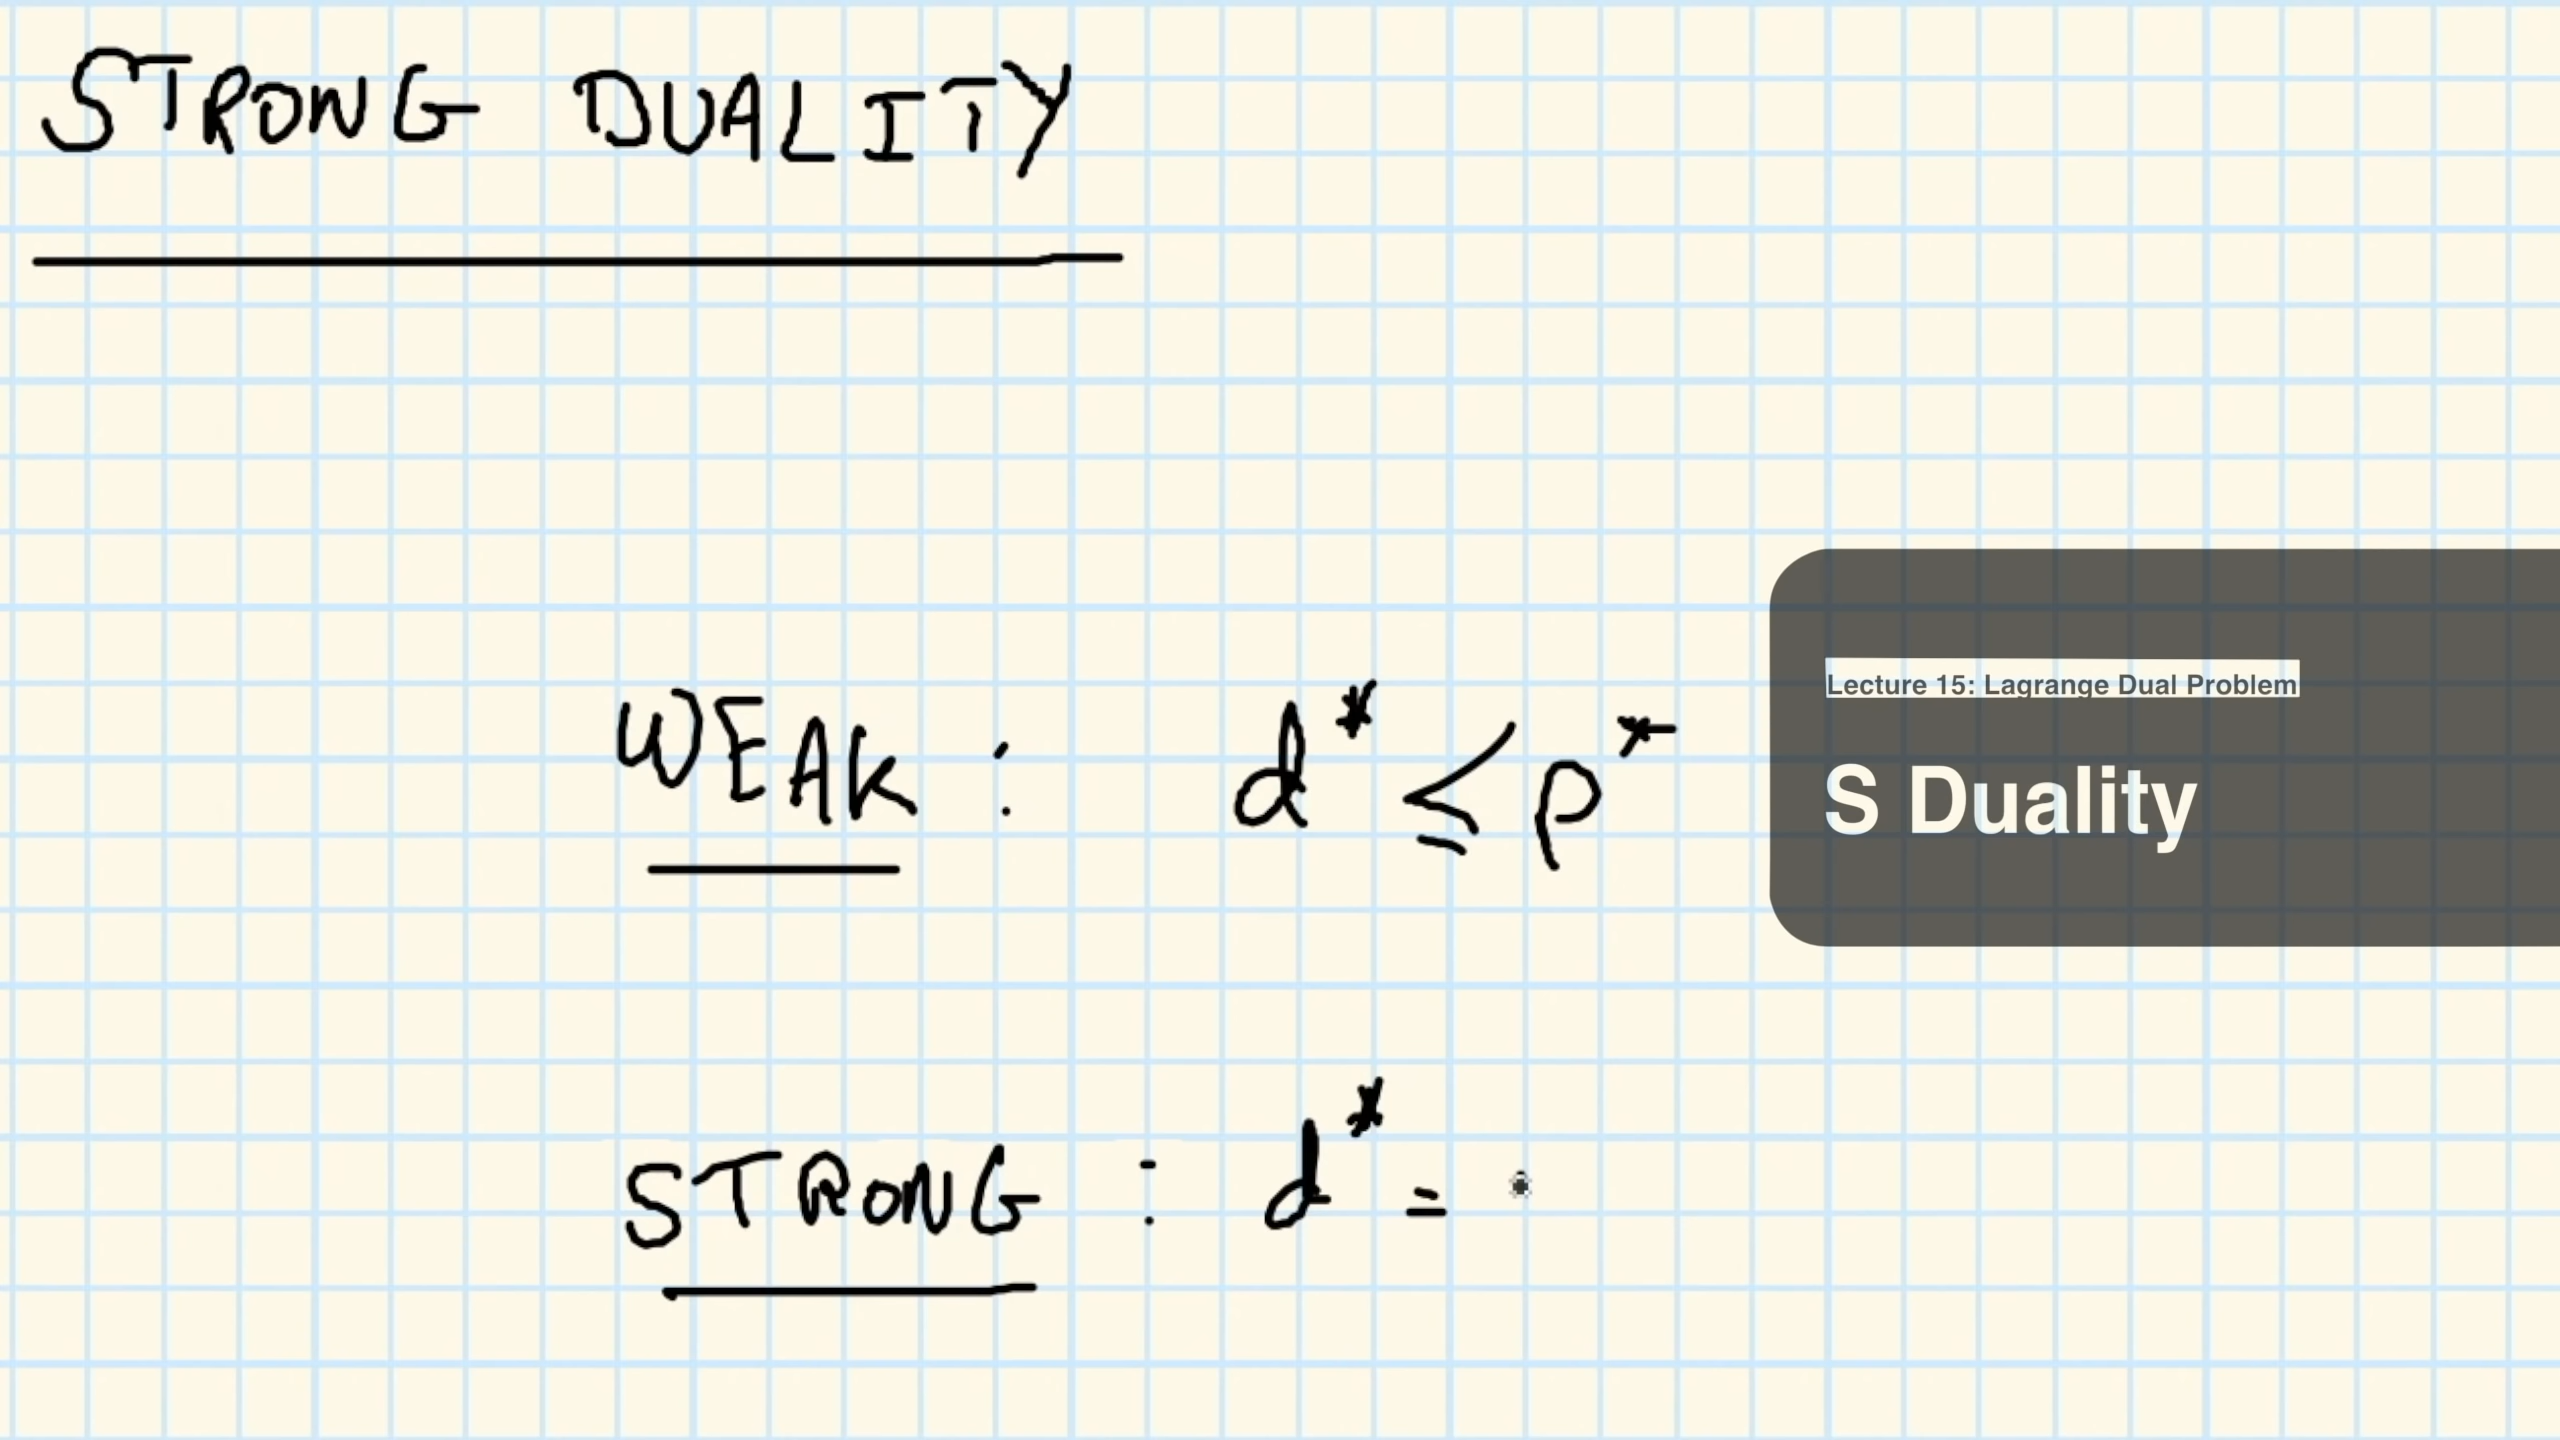 STRONG DUALITY
WEAK : d* ≤ p*
Lecture 15: Lagrange Dual Problem
S Duality
STRONG : d* =